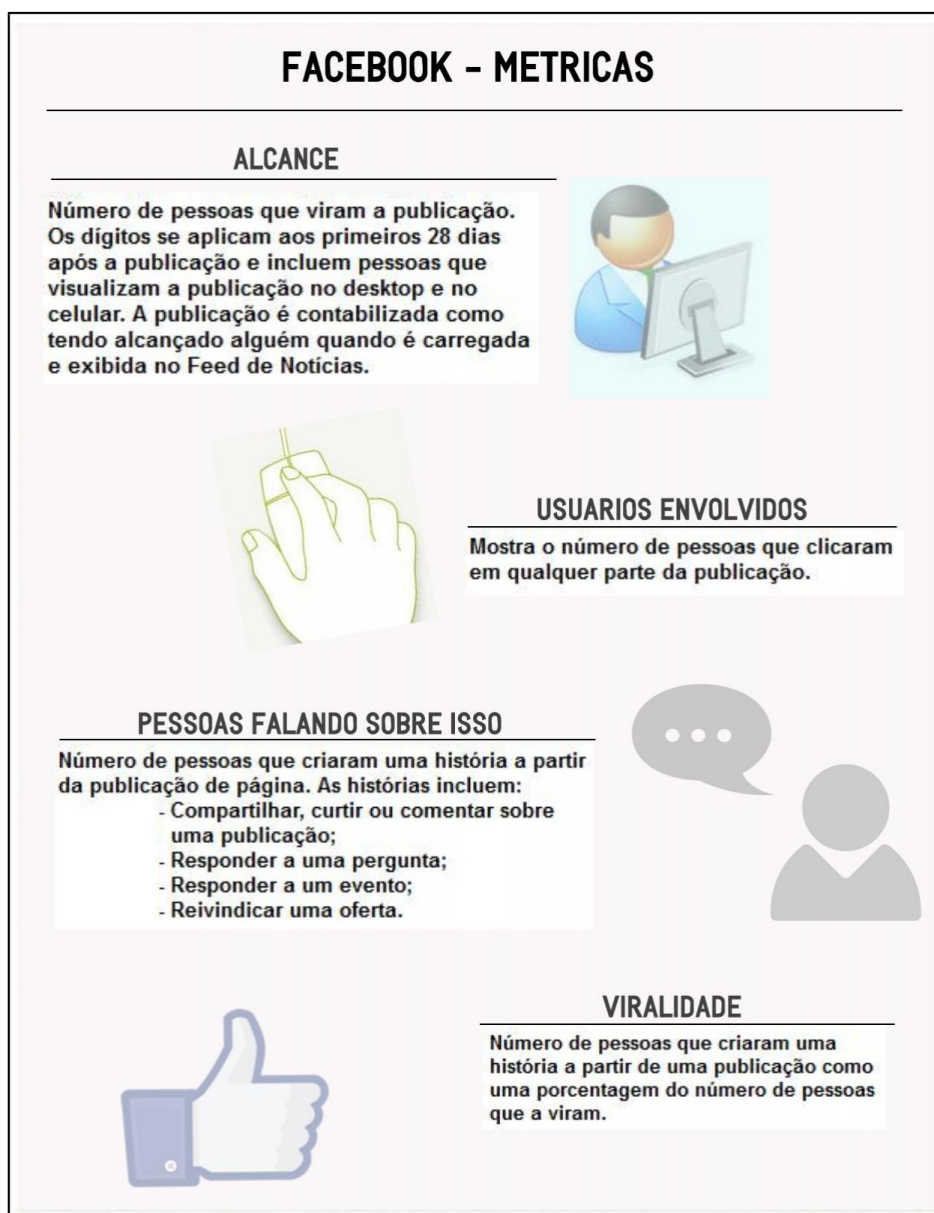 FACEBOOK - METRICAS
ALCANCE
Número de pessoas que viram a publicação.
Os dígitos se aplicam aos primeiros 28 dias
após a publicação e incluem pessoas que
visualizam a publicação no desktop e no
celular. A publicação é contabilizada como
tendo alcançado alguém quando é carregada
e exibida no Feed de Notícias.
USUARIOS ENVOLVIDOS
Mostra o número de pessoas que clicaram
em qualquer parte da publicação.
PESSOAS FALANDO SOBRE ISSO
Número de pessoas que criaram uma história a partir
da publicação de página. As histórias incluem:
- Compartilhar, curtir ou comentar sobre
uma publicação;
- Responder a uma pergunta;
- Responder a um evento;
- Reivindicar uma oferta.
VIRALIDADE
Número de pessoas que criaram uma
história a partir de uma publicação como
uma porcentagem do número de pessoas
que a viram.